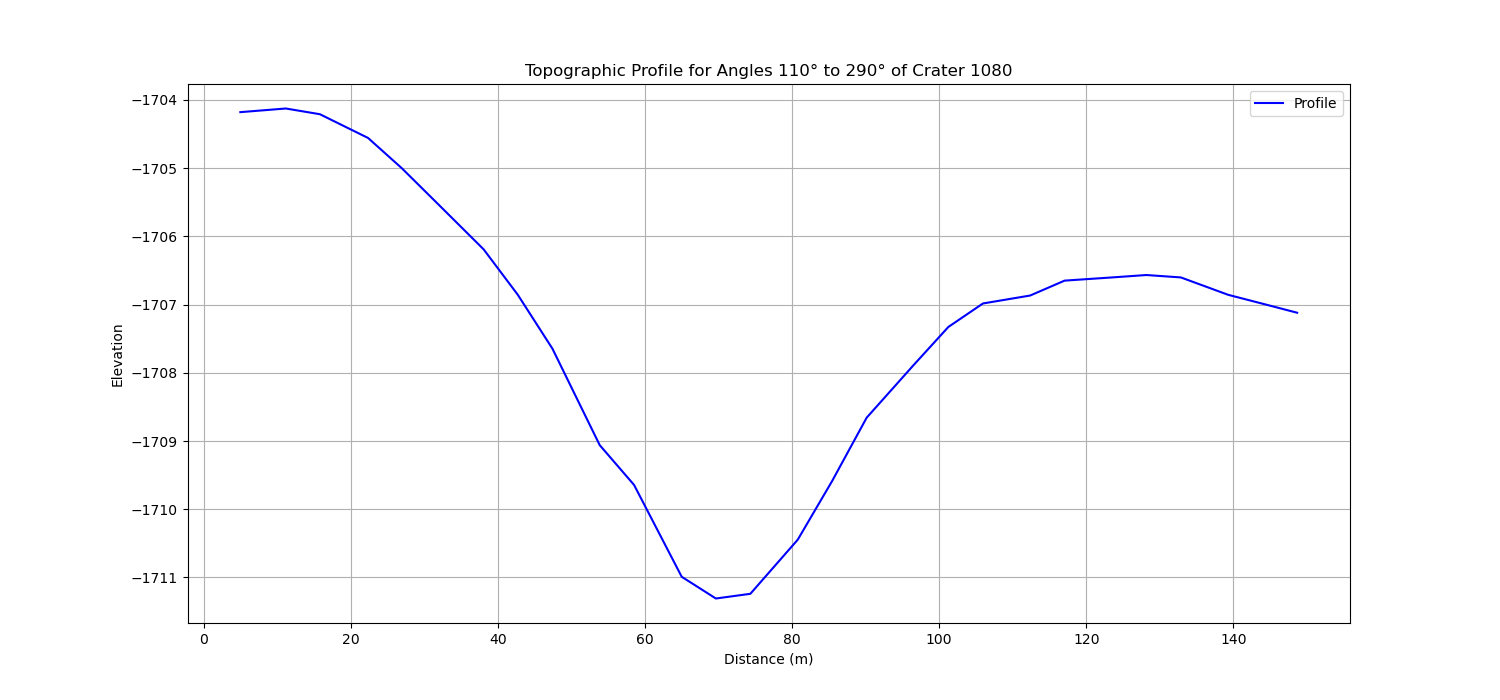 Topographic Profile for Angles 110° to 290° of Crater 1080
Profile
−1704
−1705
−1706
−1707
−1708
−1709
−1710
−1711
Elevation
0 20 40 60 80 100 120 140
Distance (m)